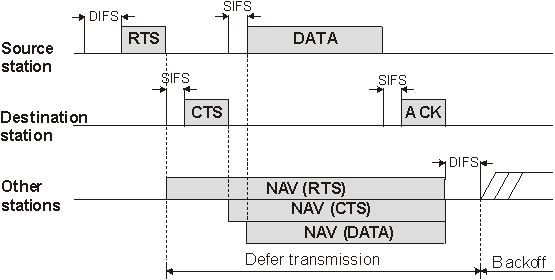 DIFS
SIFS
RTS
DATA
Source
station
SIFS
SIFS
CTS
ACK
Destination
station
DIFS
NAV (RTS)
Other
stations
NAV (CTS)
NAV (DATA)
Defer transmission
Backoff